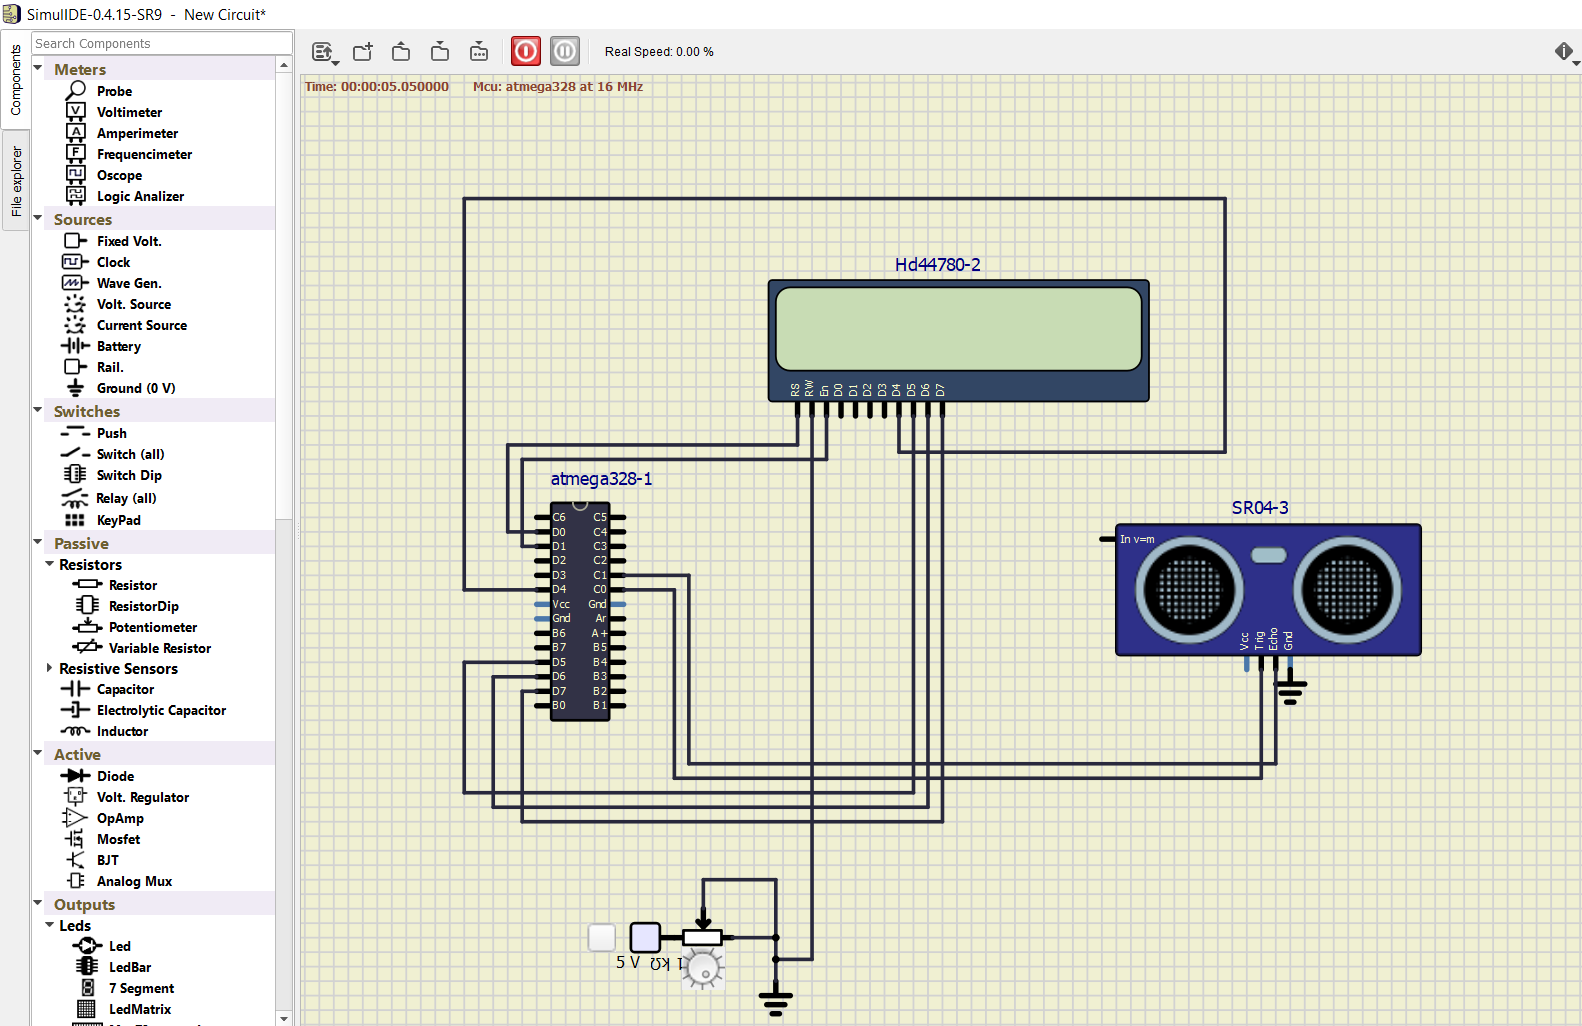 SimulIDE-0.4.15-SR9 - New Circuit*
Components
File explorer
Search Components
Meters
Probe
Voltimeter
Amperimeter
Frequencimeter
Oscope
Logic Analizer
Sources
Fixed Volt.
Clock
Wave Gen.
Volt. Source
Current Source
Battery
Rail.
Ground (0 V)
Switches
Push
Switch (all)
Switch Dip
Relay (all)
KeyPad
Passive
Resistors
Resistor
ResistorDip
Potentiometer
Variable Resistor
Resistive Sensors
Capacitor
Electrolytic Capacitor
Inductor
Active
Diode
Volt. Regulator
OpAmp
Mosfet
BJT
Analog Mux
Outputs
Leds
Led
LedBar
7 Segment
LedMatrix
Real Speed: 0.00 %
Time: 00:00:05.050000 Mcu: atmega328 at 16 MHz
Hd44780-2
RS RW En D0 D1 D2 D3 D4 D5 D6 D7
atmega328-1
C6 C5
D0 C4
D1 C3
D2 C2
D3 C1
D4 C0
Vcc Gnd
Gnd Ar
B6 A+
B7 B5
D5 B4
D6 B3
D7 B2
B0 B1
SR04-3
In v=m
Vcc Trig Echo Gnd
5 V 1 kΩ